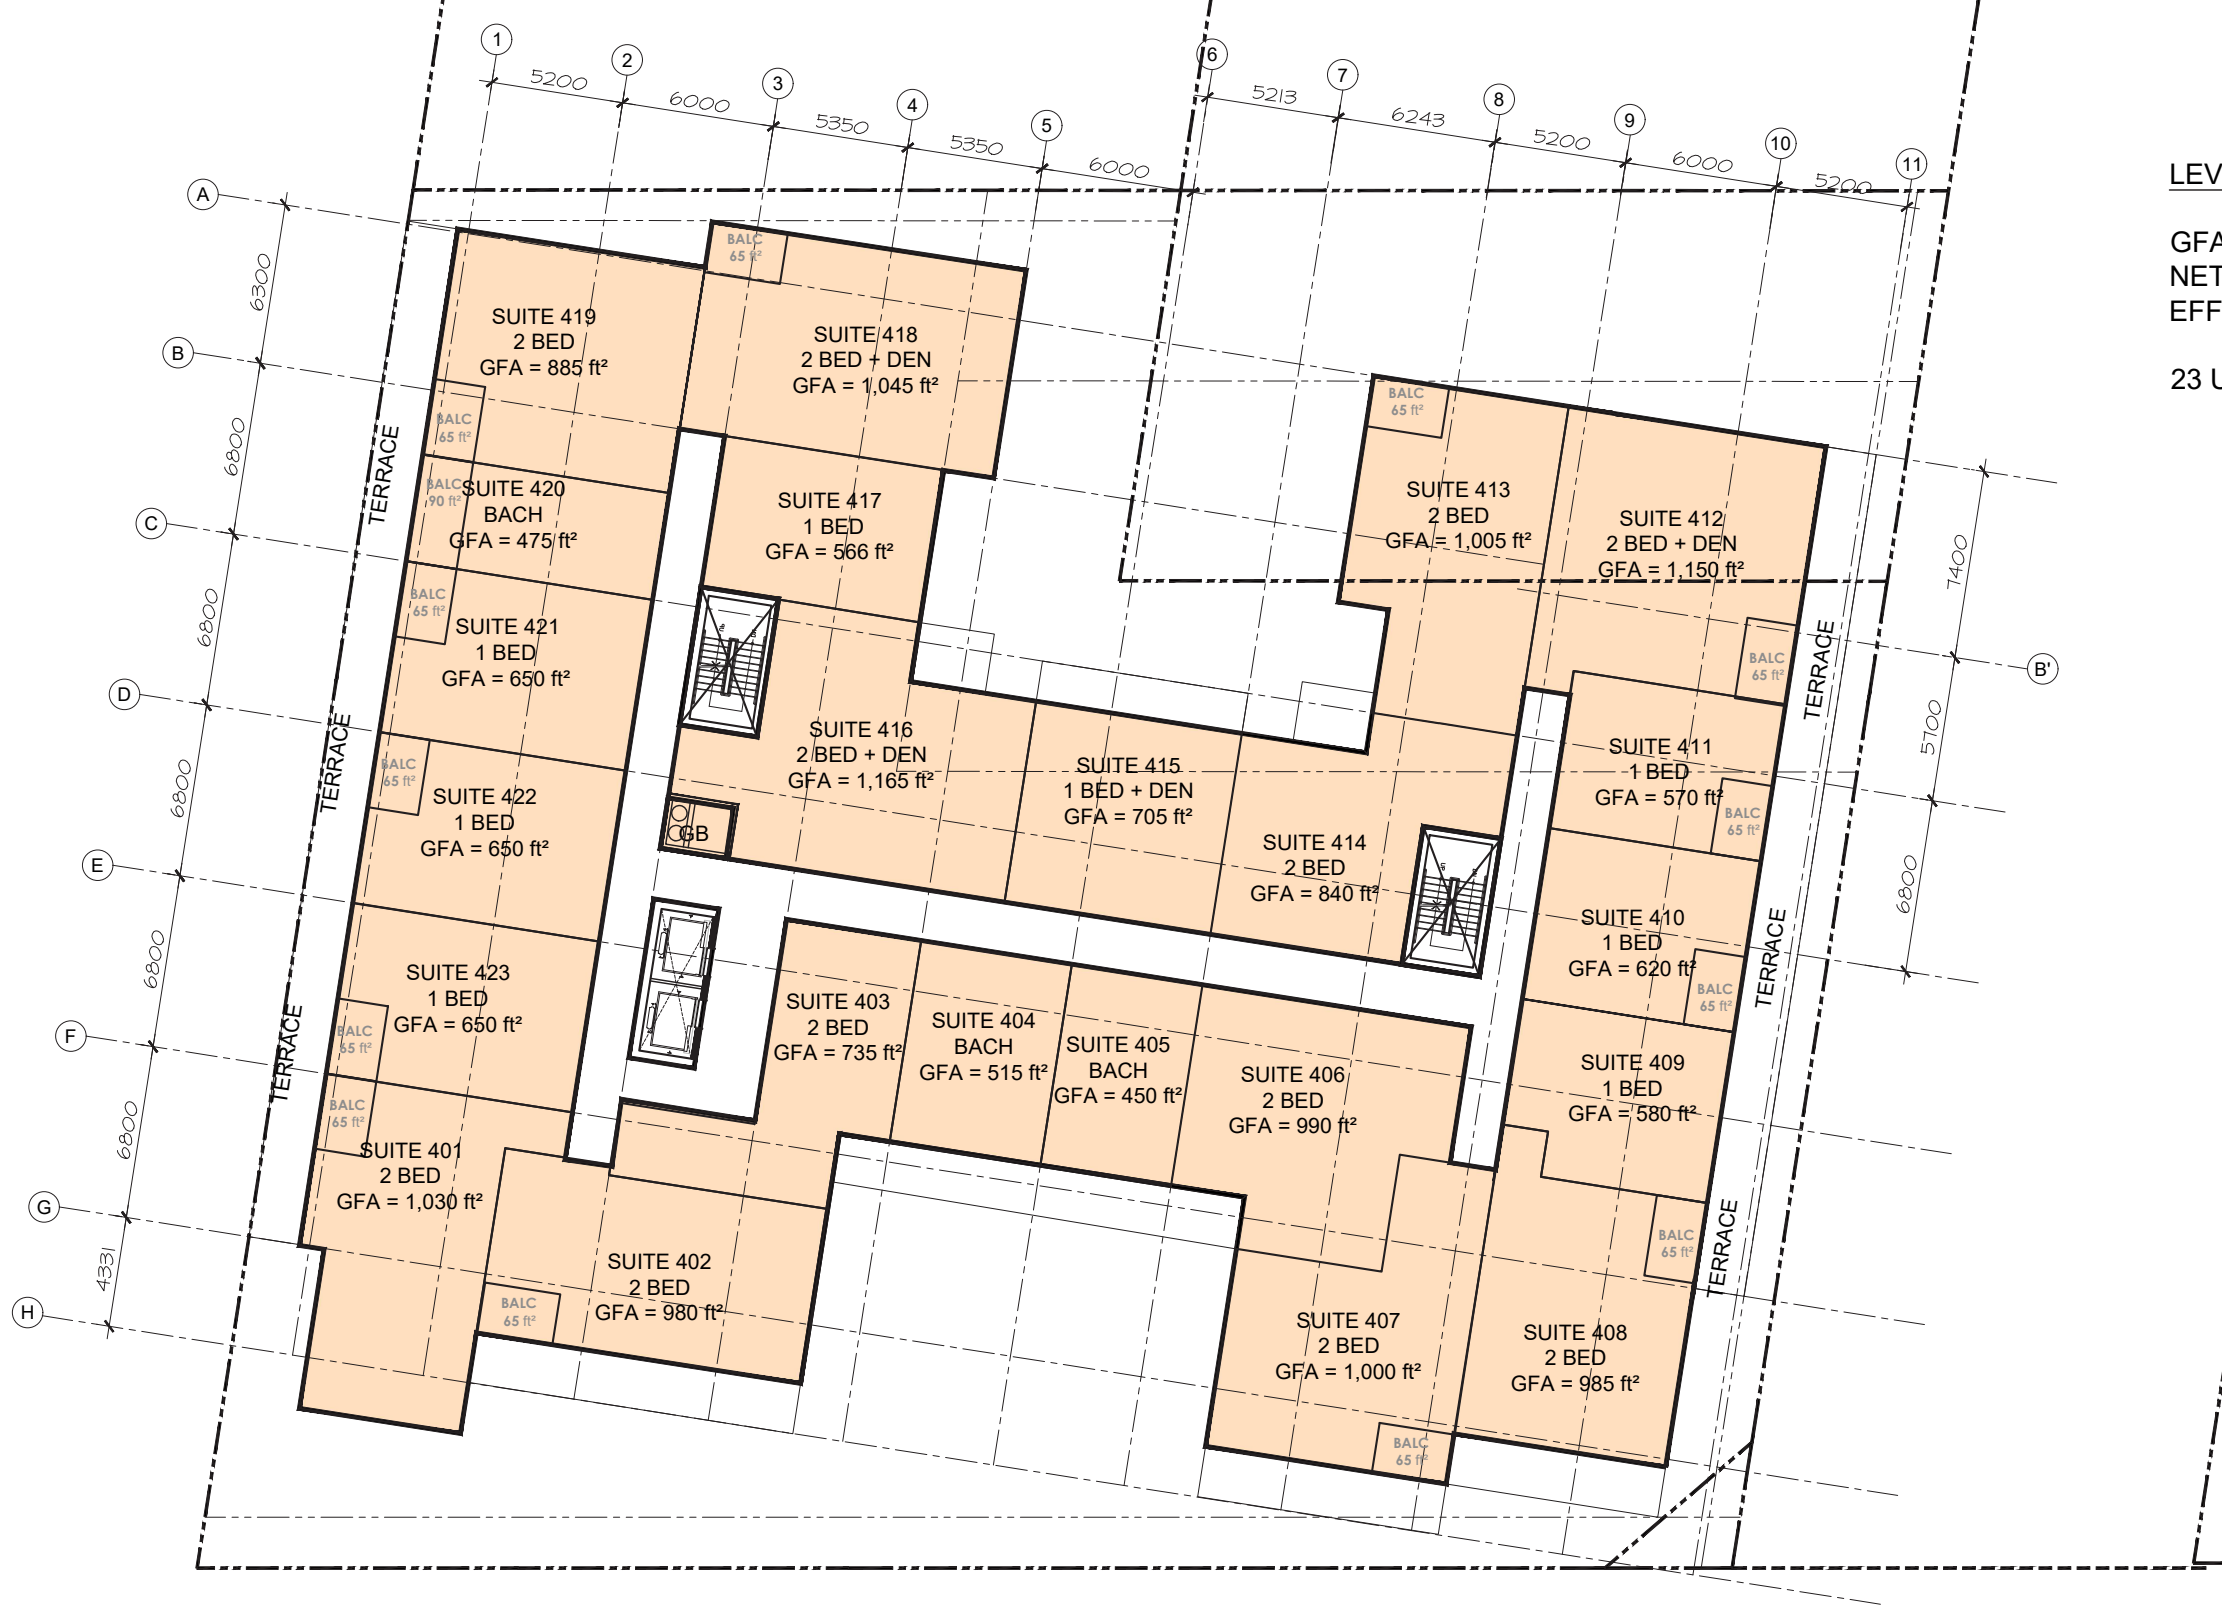 1
2
3
4
5
6
7
8
9
10
11
5200
6000
5350
5350
6000
5213
6243
5200
6000
5200
A
B
C
D
E
F
G
H
B'
6300
6800
6800
6800
6800
6800
4331
7400
5100
6800
LEV
GFA
NET
EFF
23 U
SUITE 419
2 BED
GFA = 885 ft²
BALC
65 ft²
BALC
65 ft²
SUITE 418
2 BED + DEN
GFA = 1,045 ft²
BALC
90 ft²
SUITE 420
BACH
GFA = 475 ft²
SUITE 417
1 BED
GFA = 566 ft²
BALC
65 ft²
SUITE 413
2 BED
GFA = 1,005 ft²
SUITE 412
2 BED + DEN
GFA = 1,150 ft²
BALC
65 ft²
BALC
65 ft²
SUITE 421
1 BED
GFA = 650 ft²
SUITE 416
2 BED + DEN
GFA = 1,165 ft²
SUITE 415
1 BED + DEN
GFA = 705 ft²
SUITE 411
1 BED
GFA = 570 ft²
BALC
65 ft²
BALC
65 ft²
SUITE 422
1 BED
GFA = 650 ft²
GB
SUITE 414
2 BED
GFA = 840 ft²
SUITE 410
1 BED
GFA = 620 ft²
BALC
65 ft²
SUITE 423
1 BED
GFA = 650 ft²
BALC
65 ft²
SUITE 403
2 BED
GFA = 735 ft²
SUITE 404
BACH
GFA = 515 ft²
SUITE 405
BACH
GFA = 450 ft²
SUITE 406
2 BED
GFA = 990 ft²
SUITE 409
1 BED
GFA = 580 ft²
BALC
65 ft²
SUITE 401
2 BED
GFA = 1,030 ft²
SUITE 402
2 BED
GFA = 980 ft²
BALC
65 ft²
SUITE 407
2 BED
GFA = 1,000 ft²
BALC
65 ft²
SUITE 408
2 BED
GFA = 985 ft²
BALC
65 ft²
TERRACE
TERRACE
TERRACE
TERRACE
TERRACE
TERRACE